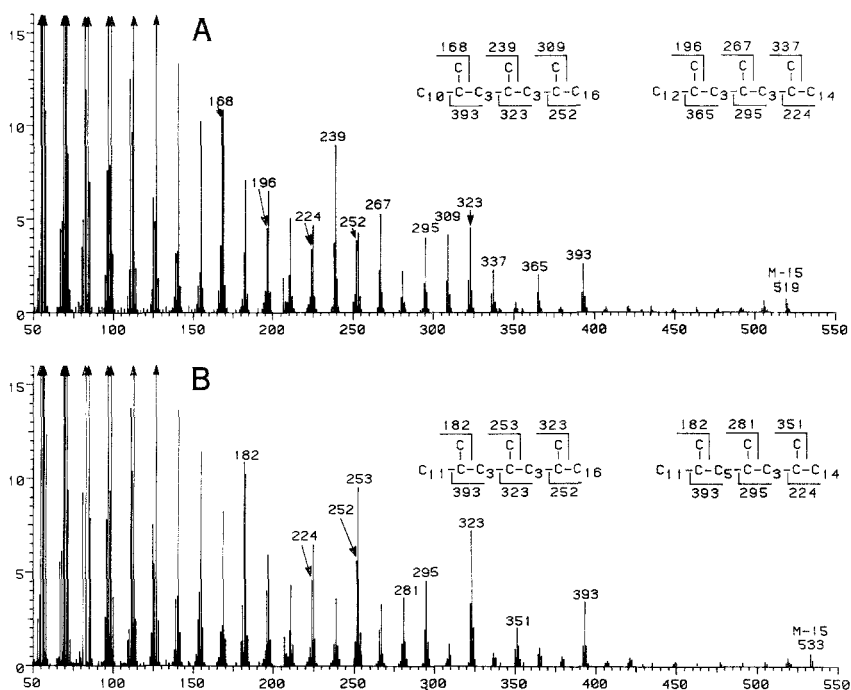 A
15
10
5
0
168 239 309
C C C
C10-C-C3-C-C3-C-C16
393 323 252
196 267 337
C C C
C12-C-C3-C-C3-C-C14
365 295 224
168
196
224
239
252
267
295
309
323
337
365
393
M-15
519
50 100 150 200 250 300 350 400 450 500 550
B
15
10
5
0
182 253 323
C C C
C11-C-C3-C-C3-C-C16
393 323 252
182 281 351
C C C
C11-C-C5-C-C3-C-C14
393 295 224
182
224
252
253
281
295
323
351
393
M-15
533
50 100 150 200 250 300 350 400 450 500 550